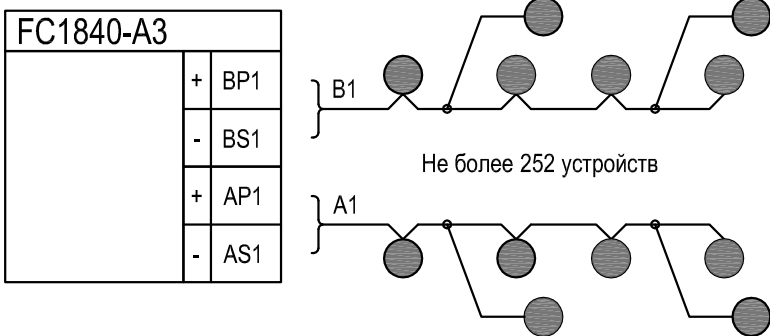 FC1840-A3
+ BP1
- BS1
+ AP1
- AS1
B1
Не более 252 устройств
A1